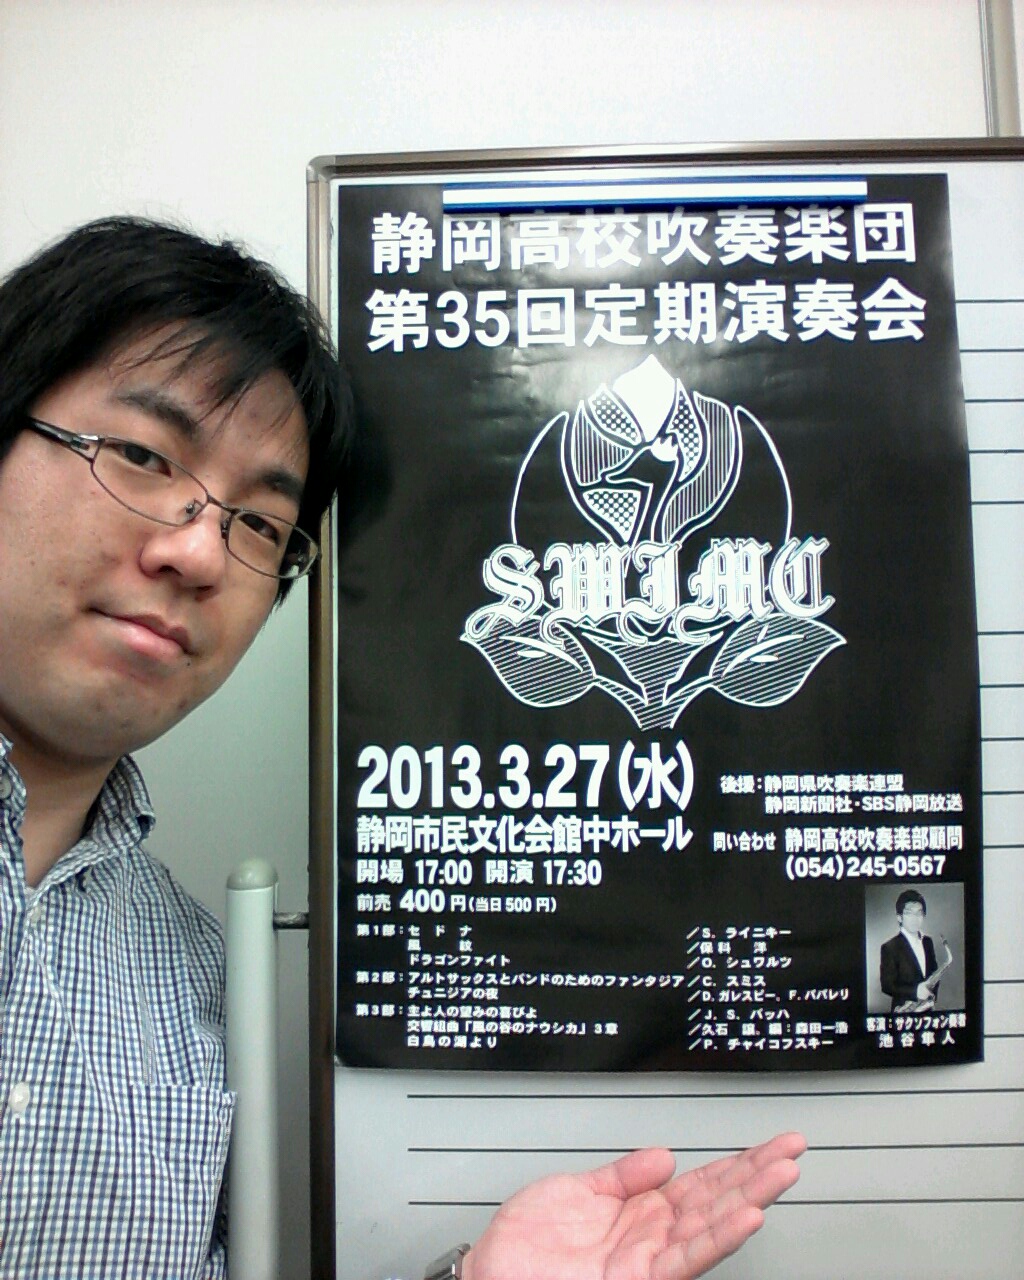 静岡高校吹奏楽団
第35回定期演奏会
SWIMC
2013.3.27(水)
静岡市民文化会館中ホール
開場 17:00 開演 17:30
前売 400円(当日500円)
後援:静岡県吹奏楽連盟
静岡新聞社・SBS静岡放送
問い合わせ 静岡高校吹奏楽部顧問
(054)245-0567
第1部:セドナ/S. ライニキー
風紋/保科 洋
ドラゴンファイト/O. シュワルツ
第2部:アルトサックスとバンドのためのファンタジア/C. スミス
チュニジアの夜/D. ガレスピー、F. パパレリ
第3部:主よ人の望みの喜びよ/J. S. バッハ
交響組曲「風の谷のナウシカ」3章/久石 譲、編:森田一浩
白鳥の湖より/P. チャイコフスキー
客演:サクソフォン奏者
池谷隼人